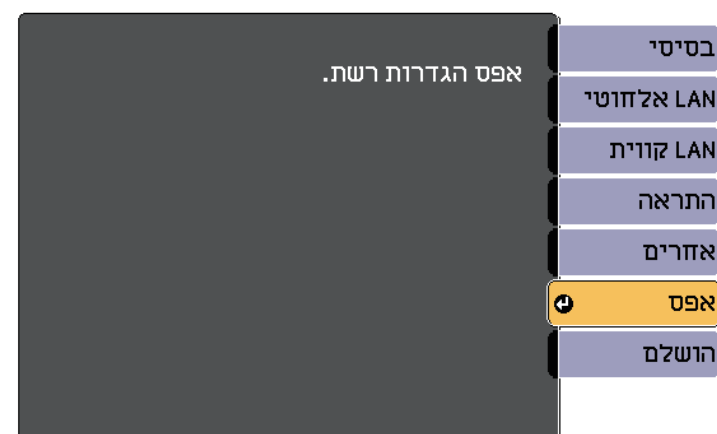 בסיסי
LAN אלחוטי
LAN קווית
התראה
אחרים
אפס
הושלם
אפס הגדרות רשת.